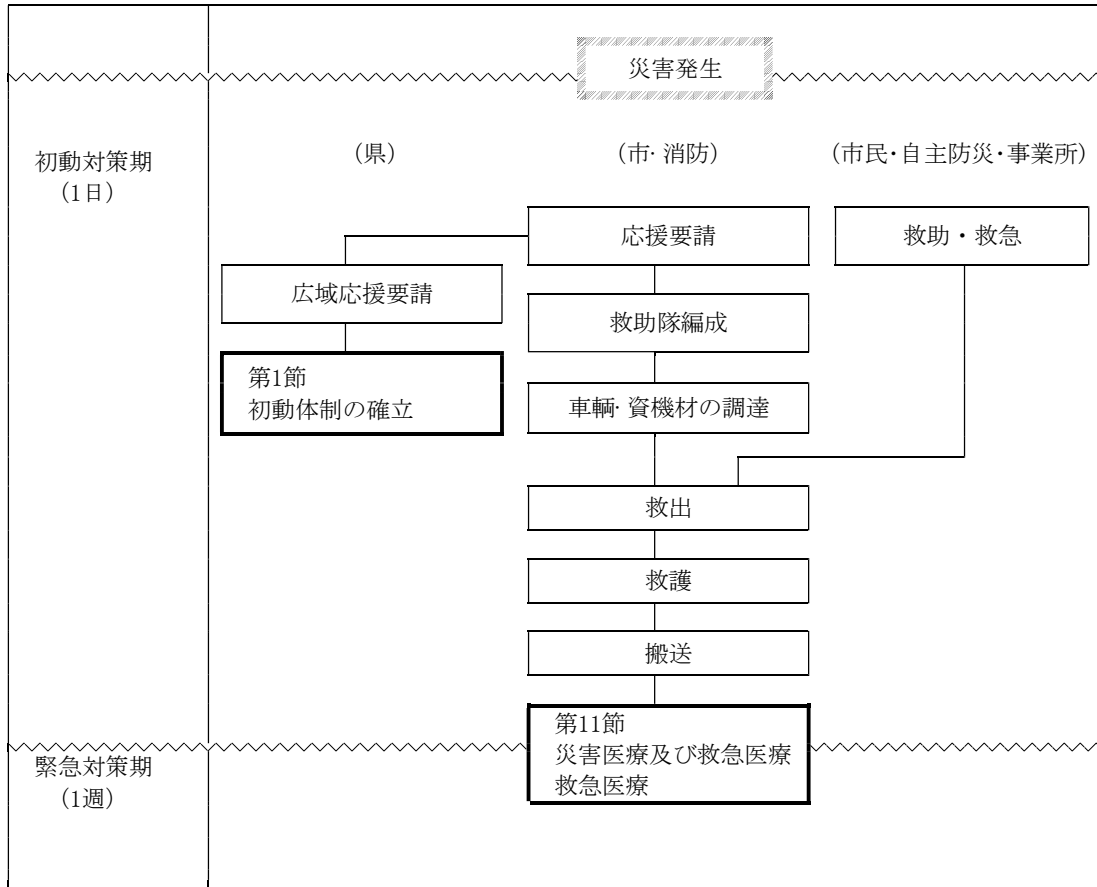 災害発生
初動対策期
(1日)
(県)
(市・消防)
(市民・自主防災・事業所)
応援要請
救助・救急
広域応援要請
救助隊編成
第1節
初動体制の確立
車輌・資機材の調達
救出
救護
搬送
第11節
災害医療及び救急医療
救急医療
緊急対策期
(1週)